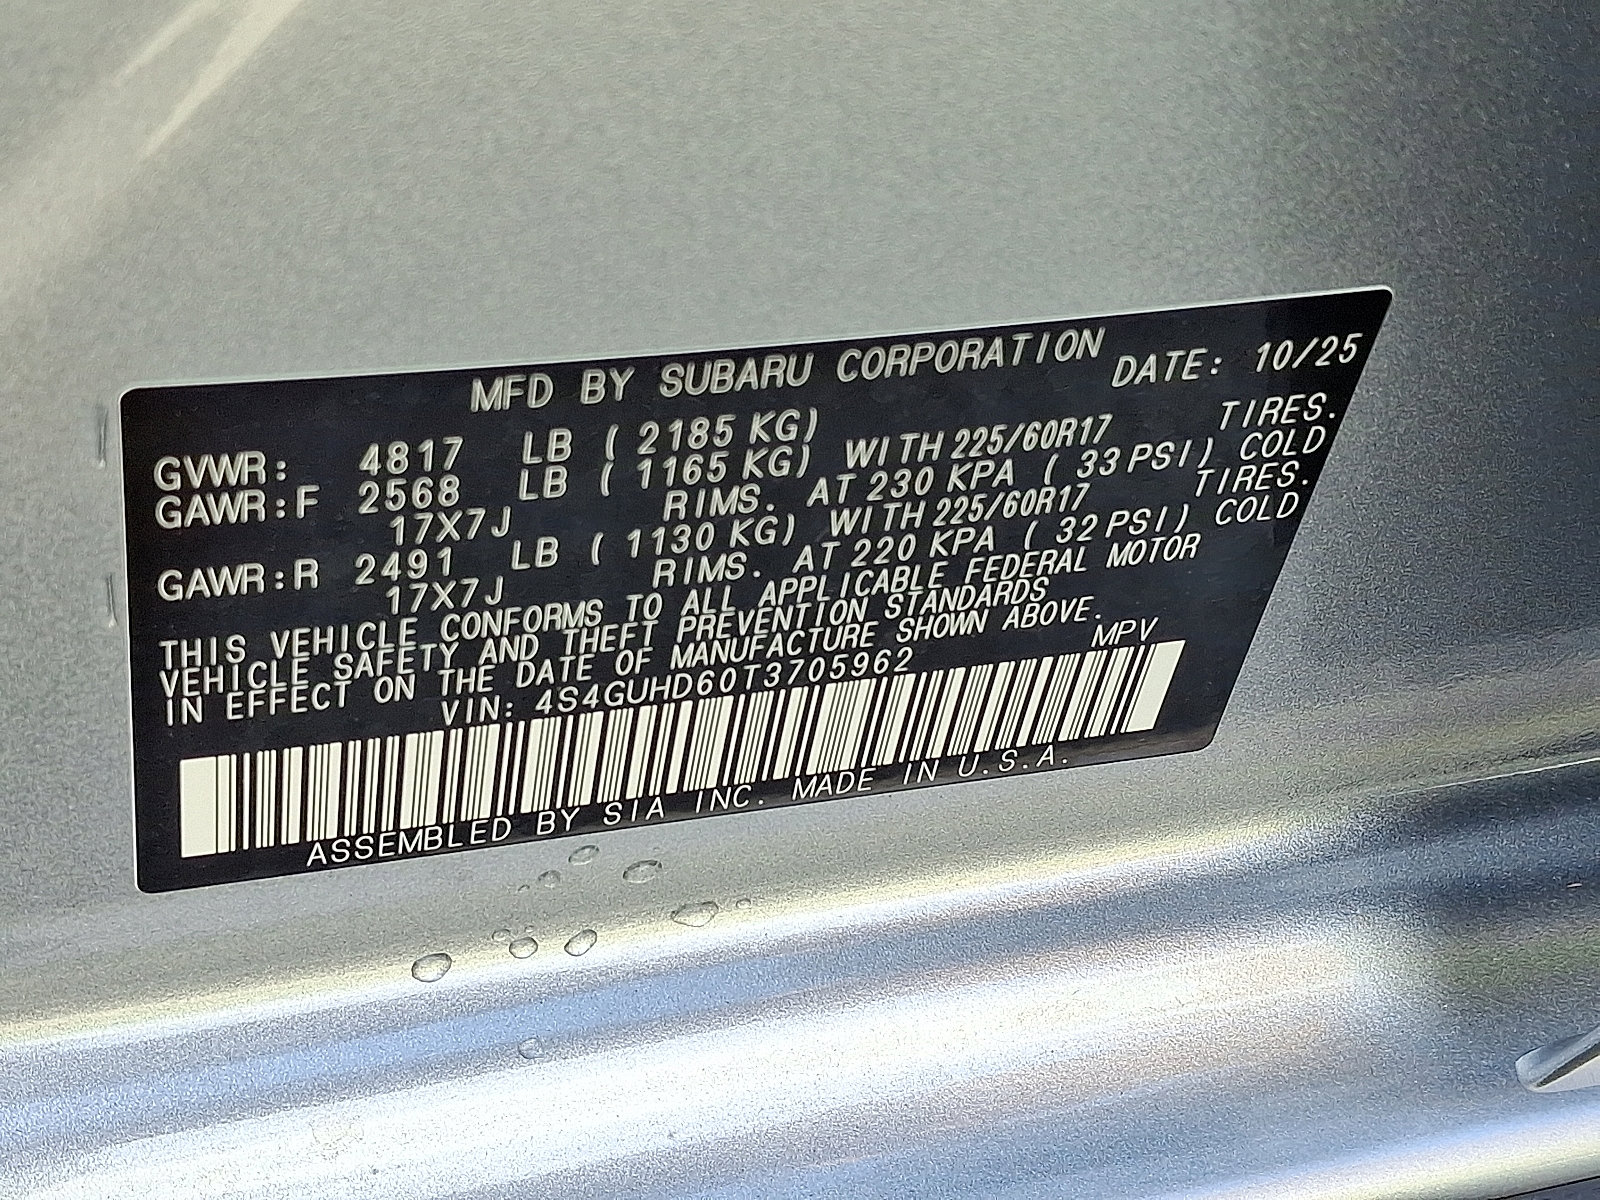 MFD BY SUBARU CORPORATION DATE: 10/25
GVWR: 4817 LB ( 2185 KG)
GAWR:F 2568 LB ( 1165 KG) WITH 225/60R17 TIRES.
17X7J RIMS. AT 230 KPA ( 33 PSI) COLD
GAWR:R 2491 LB ( 1130 KG) WITH 225/60R17 TIRES.
17X7J RIMS. AT 220 KPA ( 32 PSI) COLD
THIS VEHICLE CONFORMS TO ALL APPLICABLE FEDERAL MOTOR
VEHICLE SAFETY AND THEFT PREVENTION STANDARDS
IN EFFECT ON THE DATE OF MANUFACTURE SHOWN ABOVE.
VIN: 4S4GUHD60T3705962 MPV
ASSEMBLED BY SIA INC. MADE IN U.S.A.